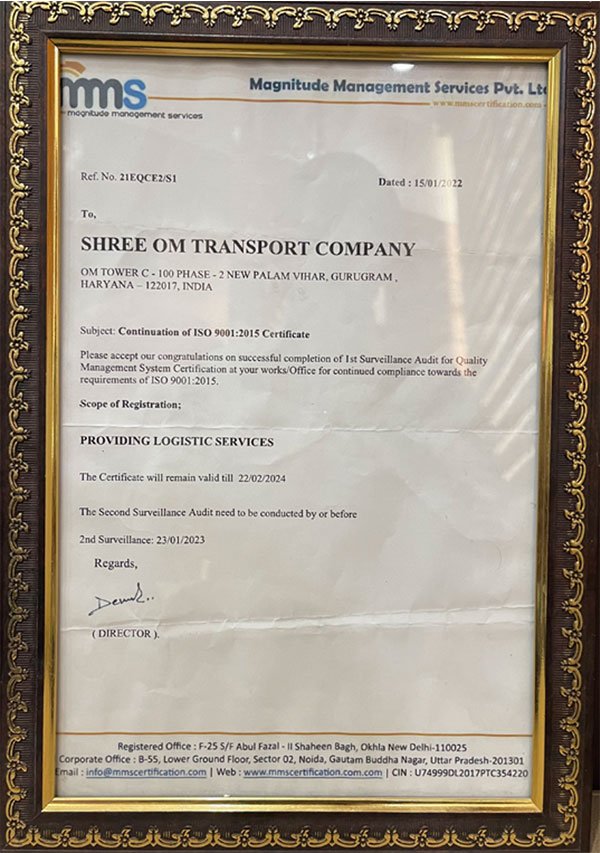 mms
magnitude management services
Magnitude Management Services Pvt. Lt
www.mmscertification.com
Ref. No. 21EQCE2/S1
Dated : 15/01/2022
To,
SHREE OM TRANSPORT COMPANY
OM TOWER C - 100 PHASE - 2 NEW PALAM VIHAR, GURUGRAM ,
HARYANA – 122017, INDIA
Subject: Continuation of ISO 9001:2015 Certificate
Please accept our congratulations on successful completion of 1st Surveillance Audit for Quality
Management System Certification at your works/Office for continued compliance towards the
requirements of ISO 9001:2015.
Scope of Registration;
PROVIDING LOGISTIC SERVICES
The Certificate will remain valid till 22/02/2024
The Second Surveillance Audit need to be conducted by or before
2nd Surveillance: 23/01/2023
Regards,
( DIRECTOR ).
Registered Office : F-25 S/F Abul Fazal - II Shaheen Bagh, Okhla New Delhi-110025
Corporate Office : B-55, Lower Ground Floor, Sector 02, Noida, Gautam Buddha Nagar, Uttar Pradesh-201301
Email : info@mmscertification.com | Web : www.mmscertification.com.com | CIN : U74999DL2017PTC354220